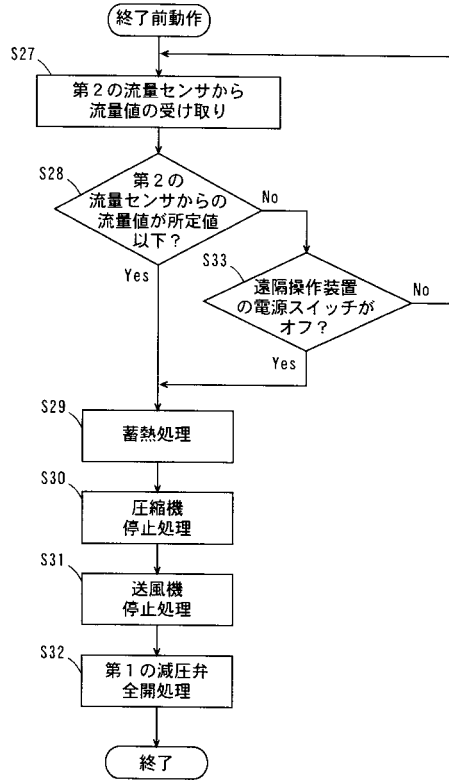 終了前動作
S27
第2の流量センサから
流量値の受け取り
S28
第2の
流量センサからの
流量値が所定値
以下?
No
Yes
S33
遠隔操作装置
の電源スイッチが
オフ?
No
Yes
S29
蓄熱処理
S30
圧縮機
停止処理
S31
送風機
停止処理
S32
第1の減圧弁
全開処理
終了